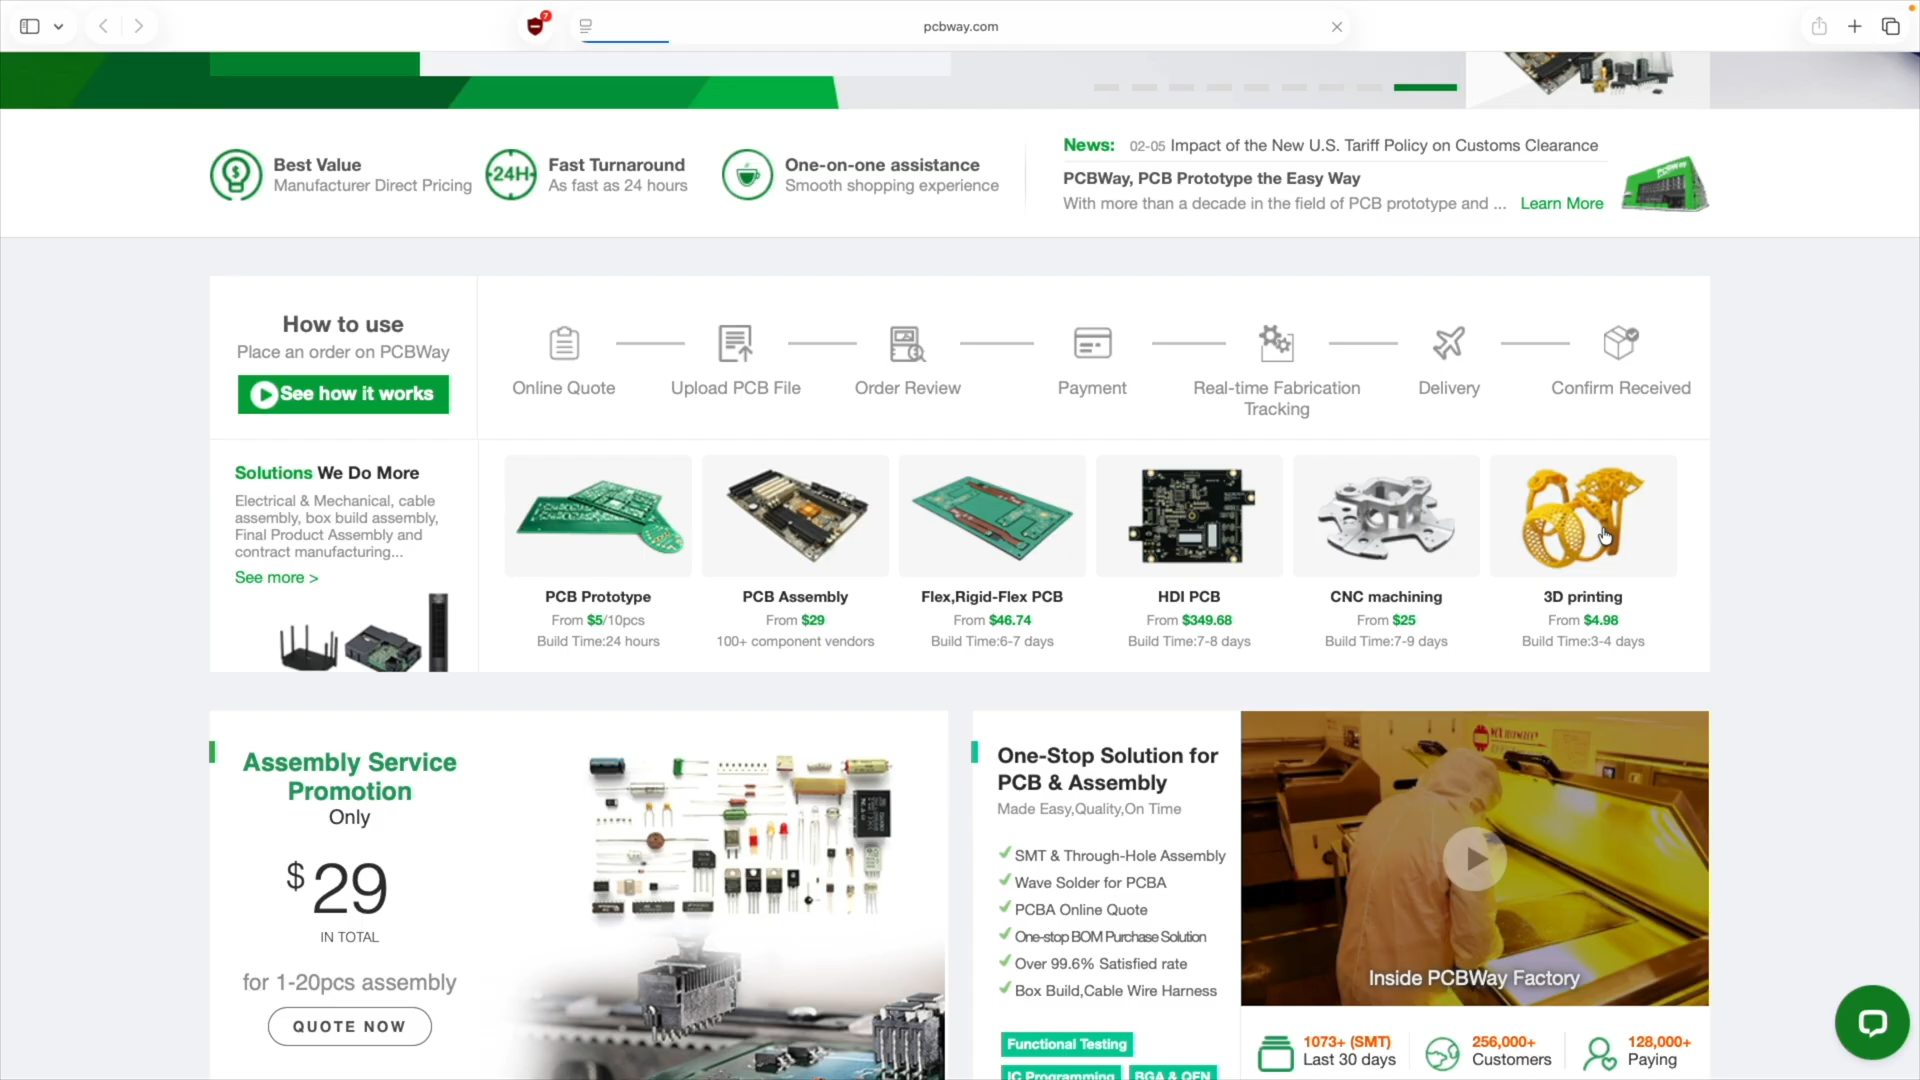 7
pcbway.com
Best Value
Manufacturer Direct Pricing
24H
Fast Turnaround
As fast as 24 hours
One-on-one assistance
Smooth shopping experience
News: 02-05 Impact of the New U.S. Tariff Policy on Customs Clearance
PCBWay, PCB Prototype the Easy Way
With more than a decade in the field of PCB prototype and ... Learn More
How to use
Place an order on PCBWay
See how it works
Online Quote
Upload PCB File
Order Review
Payment
Real-time Fabrication
Tracking
Delivery
Confirm Received
Solutions We Do More
Electrical & Mechanical, cable
assembly, box build assembly,
Final Product Assembly and
contract manufacturing...
See more >
PCB Prototype
From $5/10pcs
Build Time:24 hours
PCB Assembly
From $29
100+ component vendors
Flex,Rigid-Flex PCB
From $46.74
Build Time:6-7 days
HDI PCB
From $349.68
Build Time:7-8 days
CNC machining
From $25
Build Time:7-9 days
3D printing
From $4.98
Build Time:3-4 days
Assembly Service
Promotion
Only
$29
IN TOTAL
for 1-20pcs assembly
QUOTE NOW
One-Stop Solution for
PCB & Assembly
Made Easy,Quality,On Time
SMT & Through-Hole Assembly
Wave Solder for PCBA
PCBA Online Quote
One-stop BOM Purchase Solution
Over 99.6% Satisfied rate
Box Build,Cable Wire Harness
Functional Testing
IC Programming
BGA & QFN
Inside PCBWay Factory
1073+ (SMT)
Last 30 days
256,000+
Customers
128,000+
Paying